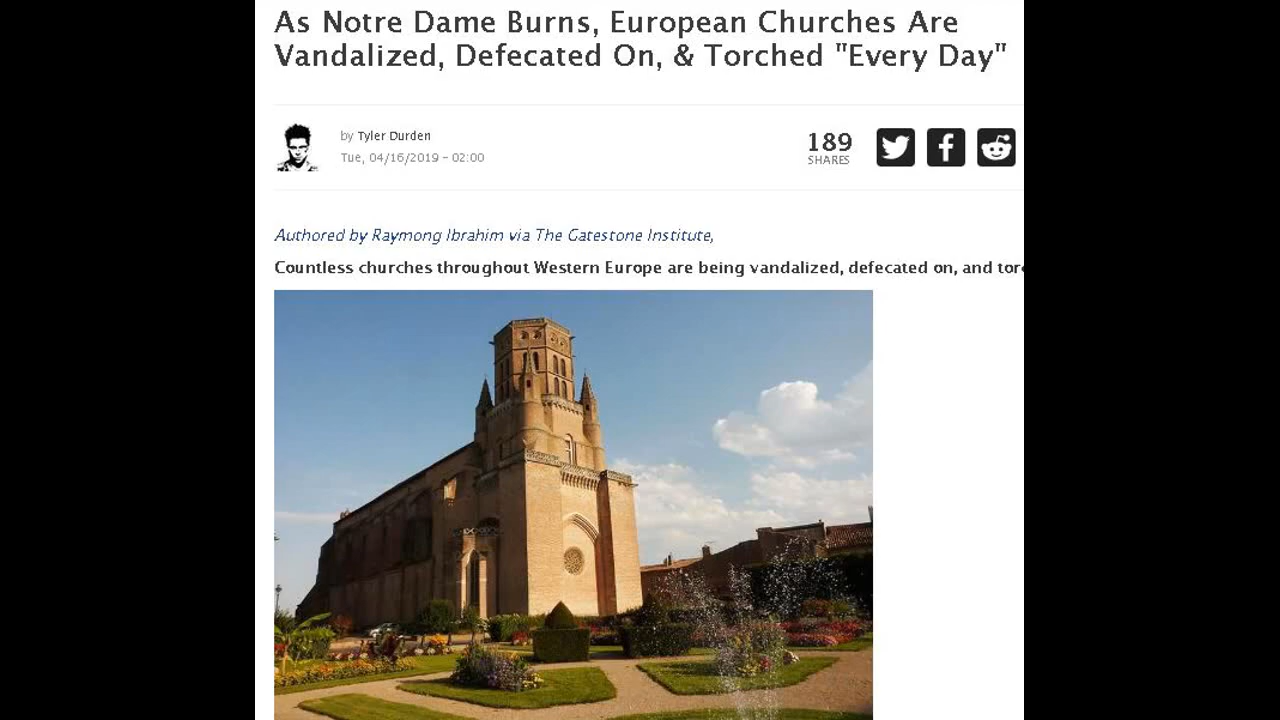 As Notre Dame Burns, European Churches Are
Vandalized, Defecated On, & Torched "Every Day"
by Tyler Durden
Tue, 04/16/2019 - 02:00
189
SHARES
Authored by Raymong Ibrahim via The Gatestone Institute,
Countless churches throughout Western Europe are being vandalized, defecated on, and